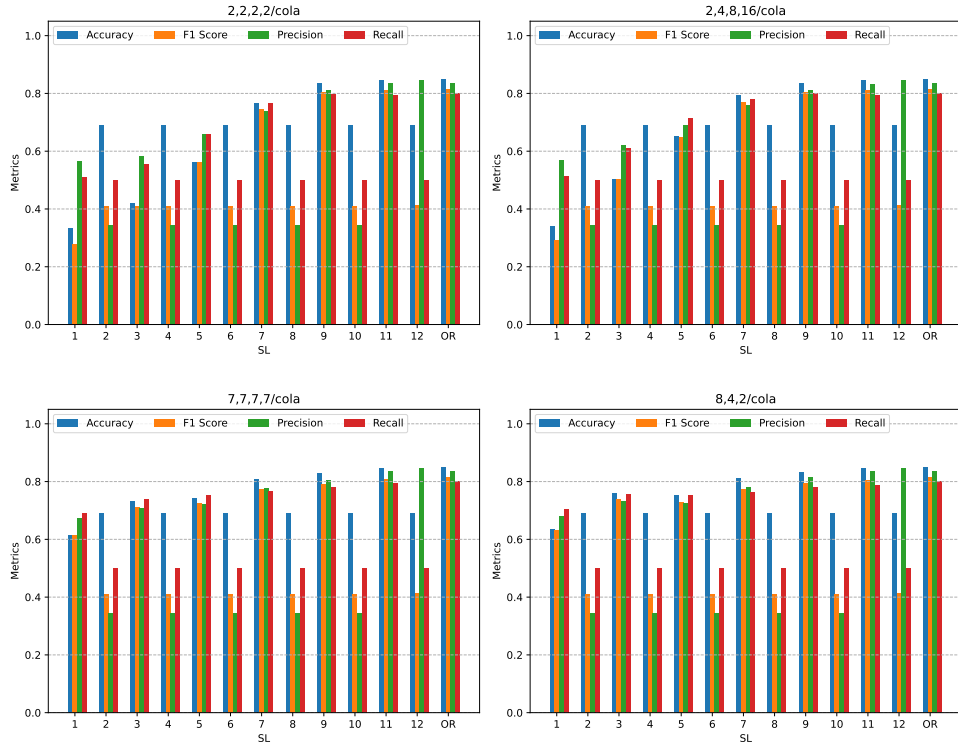 2,2,2,2/cola
1.0
0.8
0.6
0.4
0.2
0.0
Metrics
Accuracy F1 Score Precision Recall
1 2 3 4 5 6 7 8 9 10 11 12 OR
SL
2,4,8,16/cola
1.0
0.8
0.6
0.4
0.2
0.0
Metrics
Accuracy F1 Score Precision Recall
1 2 3 4 5 6 7 8 9 10 11 12 OR
SL
7,7,7,7/cola
1.0
0.8
0.6
0.4
0.2
0.0
Metrics
Accuracy F1 Score Precision Recall
1 2 3 4 5 6 7 8 9 10 11 12 OR
SL
8,4,2/cola
1.0
0.8
0.6
0.4
0.2
0.0
Metrics
Accuracy F1 Score Precision Recall
1 2 3 4 5 6 7 8 9 10 11 12 OR
SL